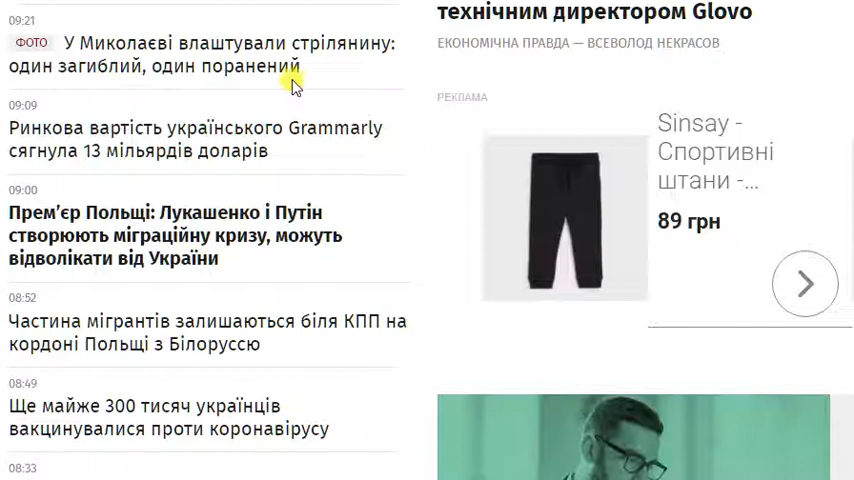 09:21
ФОТО У Миколаєві влаштували стрілянину:
один загиблий, один поранений
09:09
Ринкова вартість українського Grammarly
сягнула 13 мільярдів доларів
09:00
Прем’єр Польщі: Лукашенко і Путін
створюють міграційну кризу, можуть
відволікати від України
08:52
Частина мігрантів залишаються біля КПП на
кордоні Польщі з Білоруссю
08:49
Ще майже 300 тисяч українців
вакцинувалися проти коронавірусу
08:33
технічним директором Glovo
ЕКОНОМІЧНА ПРАВДА — ВСЕВОЛОД НЕКРАСОВ
РЕКЛАМА
Sinsay -
Спортивні
штани -...
89 грн